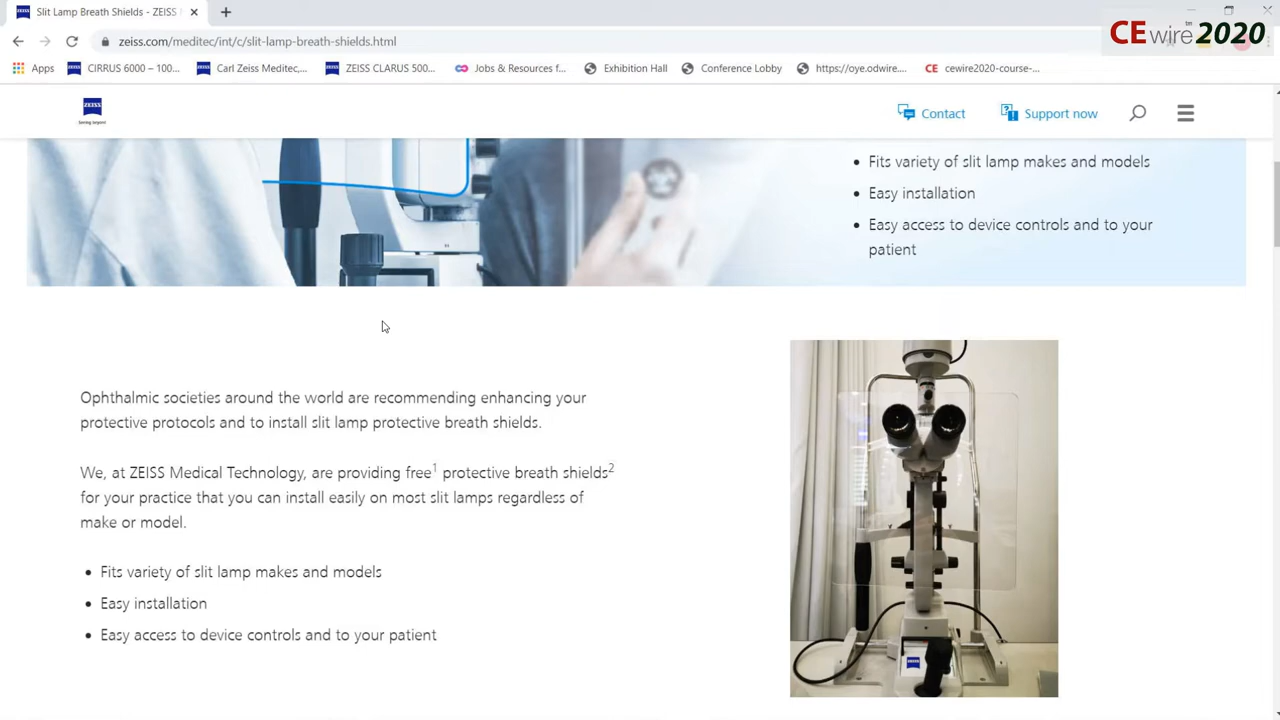 Slit Lamp Breath Shields - ZEISS
CEwire™2020
zeiss.com/meditec/int/c/slit-lamp-breath-shields.html
Apps
CIRRUS 6000 – 100...
Carl Zeiss Meditec,...
ZEISS CLARUS 500...
Jobs & Resources f...
Exhibition Hall
Conference Lobby
https://oye.odwire....
CE cewire2020-course-...
ZEISS
Seeing beyond
Contact
Support now
• Fits variety of slit lamp makes and models
• Easy installation
• Easy access to device controls and to your
patient
Ophthalmic societies around the world are recommending enhancing your
protective protocols and to install slit lamp protective breath shields.
We, at ZEISS Medical Technology, are providing free1 protective breath shields2
for your practice that you can install easily on most slit lamps regardless of
make or model.
• Fits variety of slit lamp makes and models
• Easy installation
• Easy access to device controls and to your patient